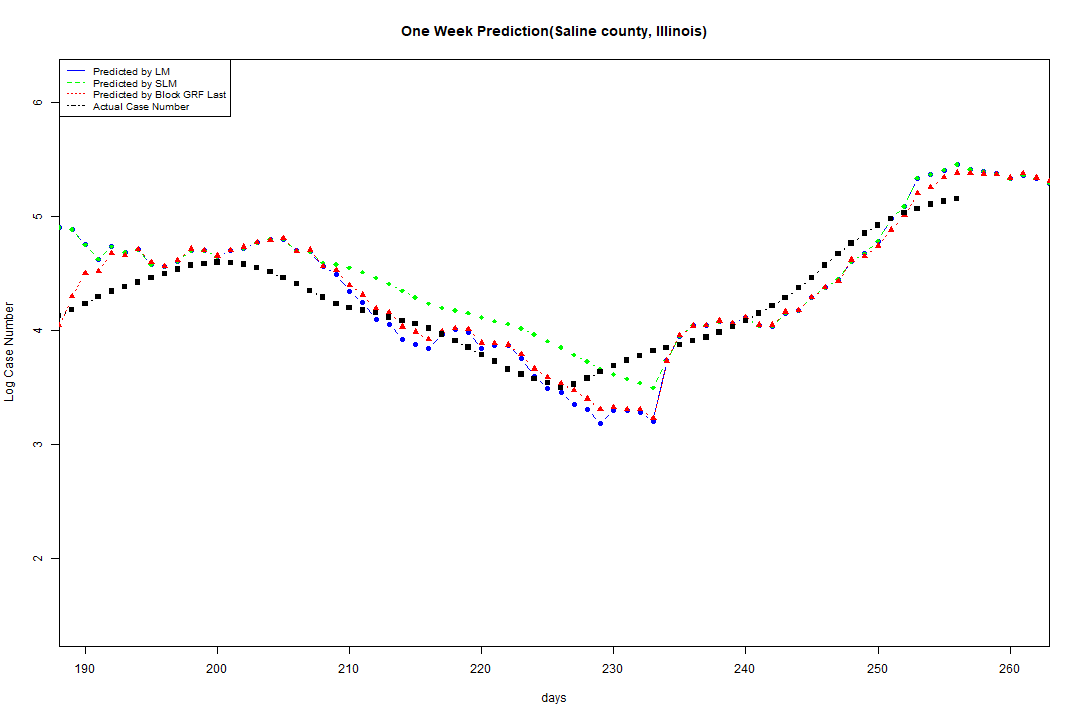 One Week Prediction(Saline county, Illinois)
Predicted by LM
Predicted by SLM
Predicted by Block GRF Last
Actual Case Number
6
5
4
3
2
Log Case Number
190 200 210 220 230 240 250 260
days